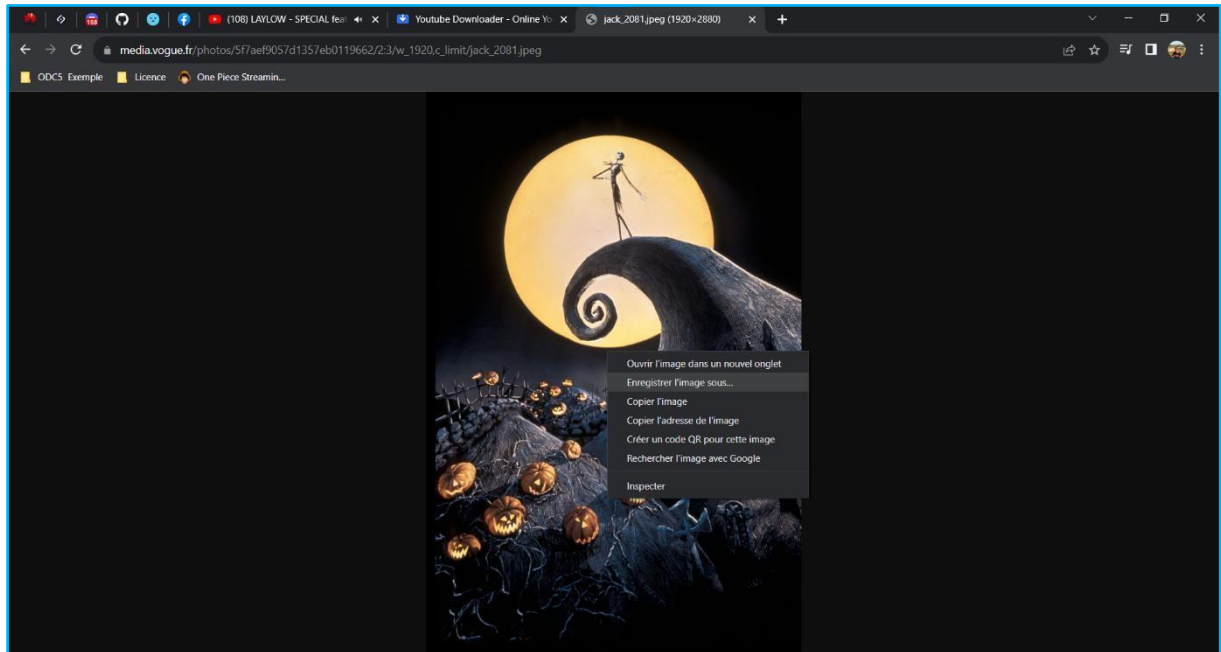 (108) LAYLOW - SPECIAL feat
Youtube Downloader - Online Yo
jack_2081.jpeg (1920×2880)
media.vogue.fr/photos/5f7aef9057d1357eb0119662/2:3/w_1920,c_limit/jack_2081.jpeg
ODC5 Exemple
Licence
One Piece Streamin...
Ouvrir l'image dans un nouvel onglet
Enregistrer l'image sous...
Copier l'image
Copier l'adresse de l'image
Créer un code QR pour cette image
Rechercher l'image avec Google
Inspecter